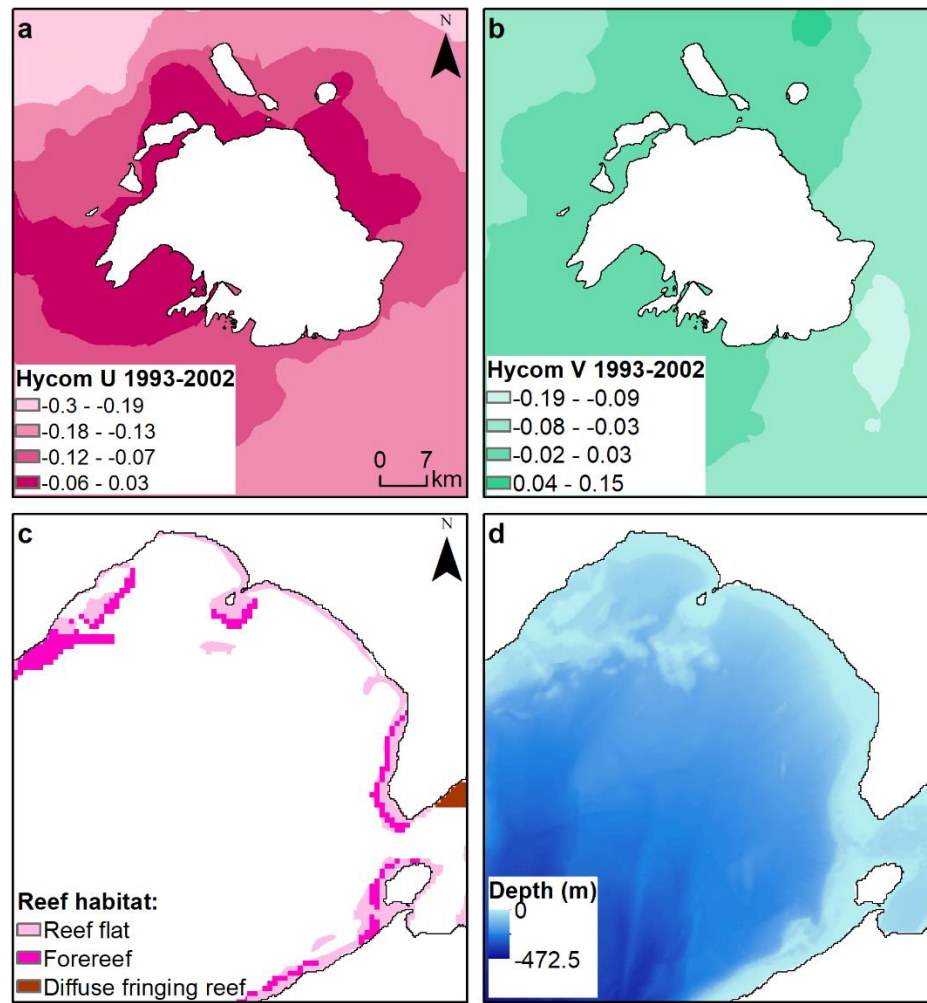 a
N
Hycom U 1993-2002
-0.3 - -0.19
-0.18 - -0.13
-0.12 - -0.07
-0.06 - 0.03
0 7
km
b
Hycom V 1993-2002
-0.19 - -0.09
-0.08 - -0.03
-0.02 - 0.03
0.04 - 0.15
c
N
Reef habitat:
Reef flat
Forereef
Diffuse fringing reef
d
Depth (m)
0
-472.5